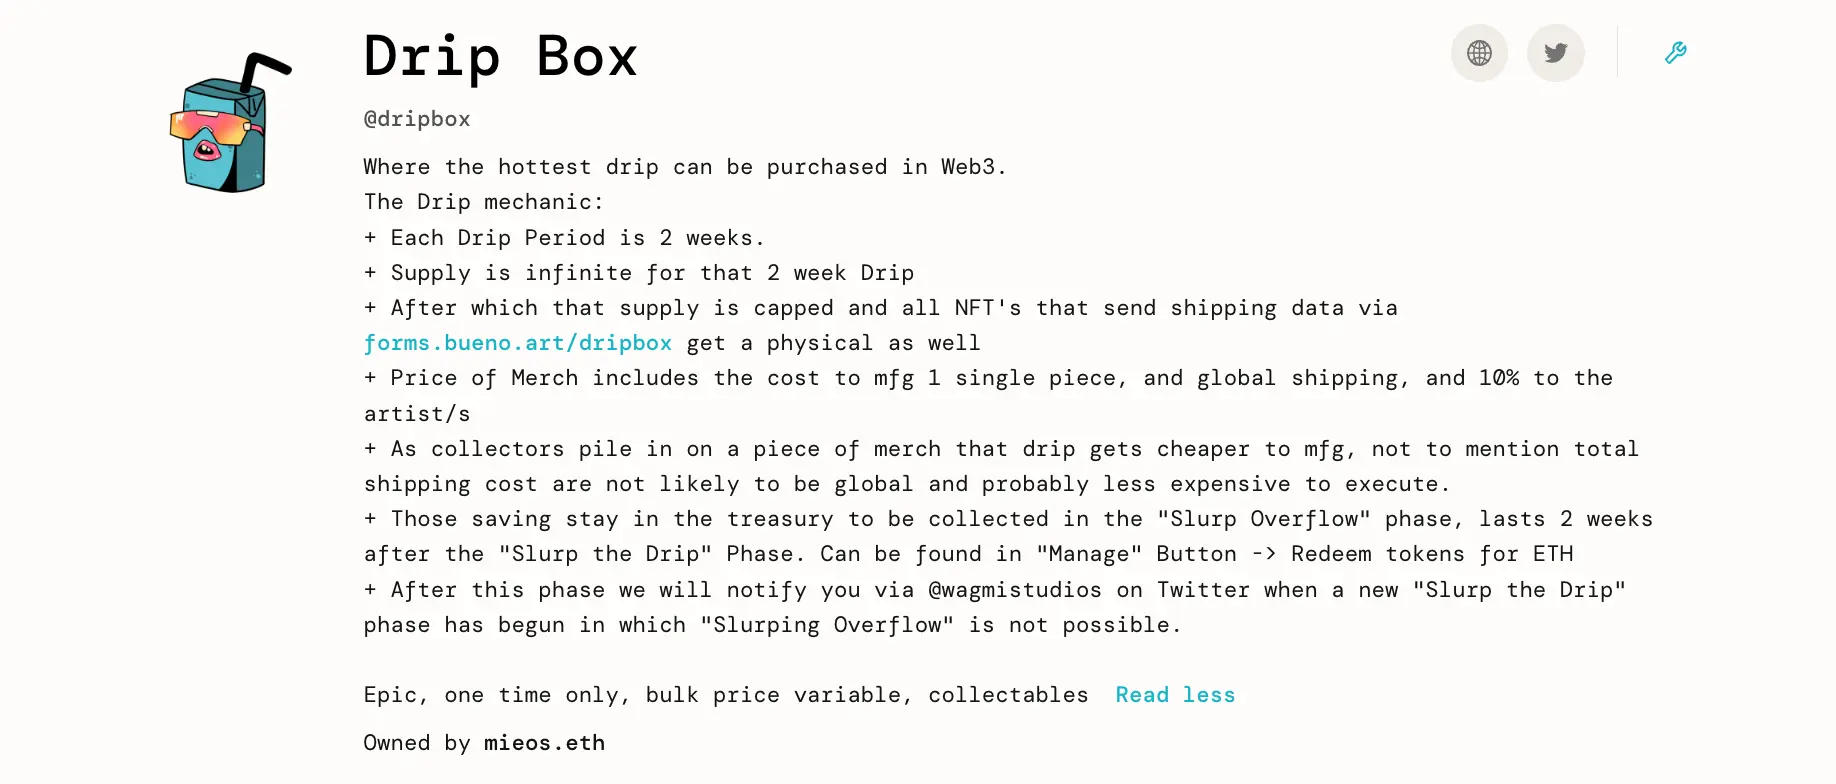 Drip Box
@dripbox
Where the hottest drip can be purchased in Web3.
The Drip mechanic:
+ Each Drip Period is 2 weeks.
+ Supply is infinite for that 2 week Drip
+ After which that supply is capped and all NFT's that send shipping data via
forms.bueno.art/dripbox get a physical as well
+ Price of Merch includes the cost to mfg 1 single piece, and global shipping, and 10% to the
artist/s
+ As collectors pile in on a piece of merch that drip gets cheaper to mfg, not to mention total
shipping cost are not likely to be global and probably less expensive to execute.
+ Those saving stay in the treasury to be collected in the "Slurp Overflow" phase, lasts 2 weeks
after the "Slurp the Drip" Phase. Can be found in "Manage" Button -> Redeem tokens for ETH
+ After this phase we will notify you via @wagmistudios on Twitter when a new "Slurp the Drip"
phase has begun in which "Slurping Overflow" is not possible.
Epic, one time only, bulk price variable, collectables Read less
Owned by mieos.eth